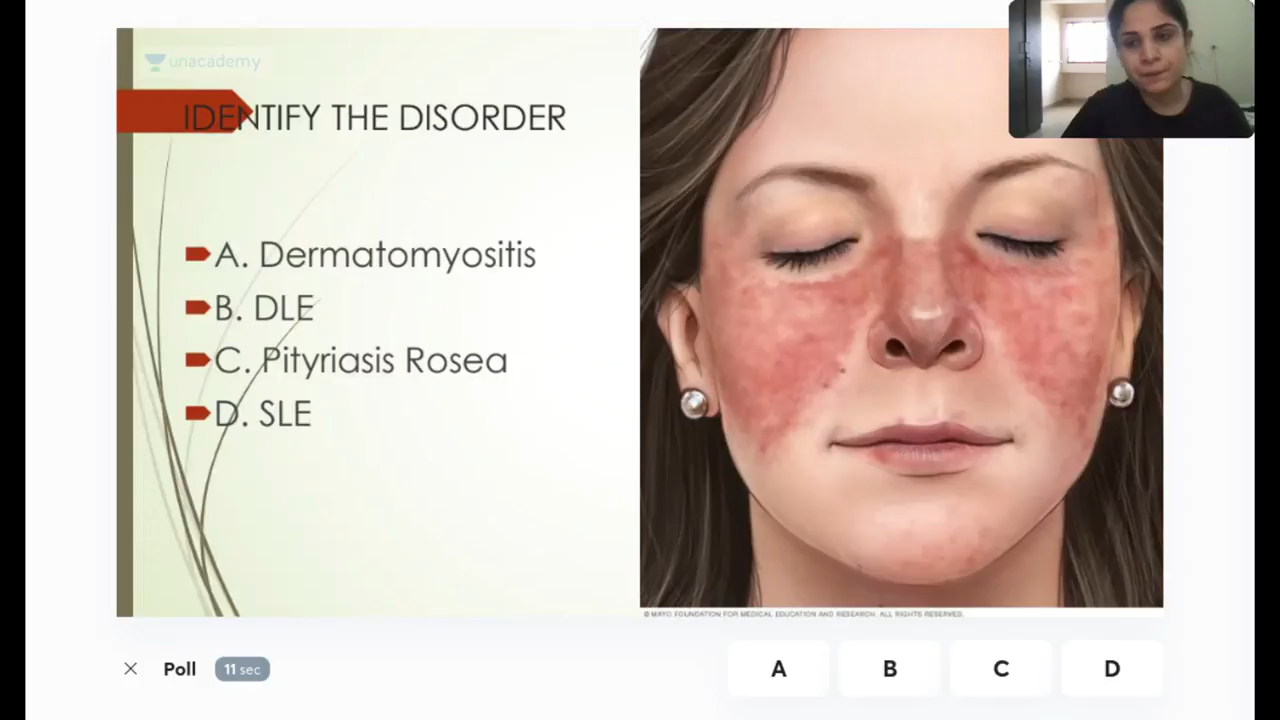 unacademy
IDENTIFY THE DISORDER
A. Dermatomyositis
B. DLE
C. Pityriasis Rosea
D. SLE
© MAYO FOUNDATION FOR MEDICAL EDUCATION AND RESEARCH. ALL RIGHTS RESERVED.
Poll 11 sec A B C D